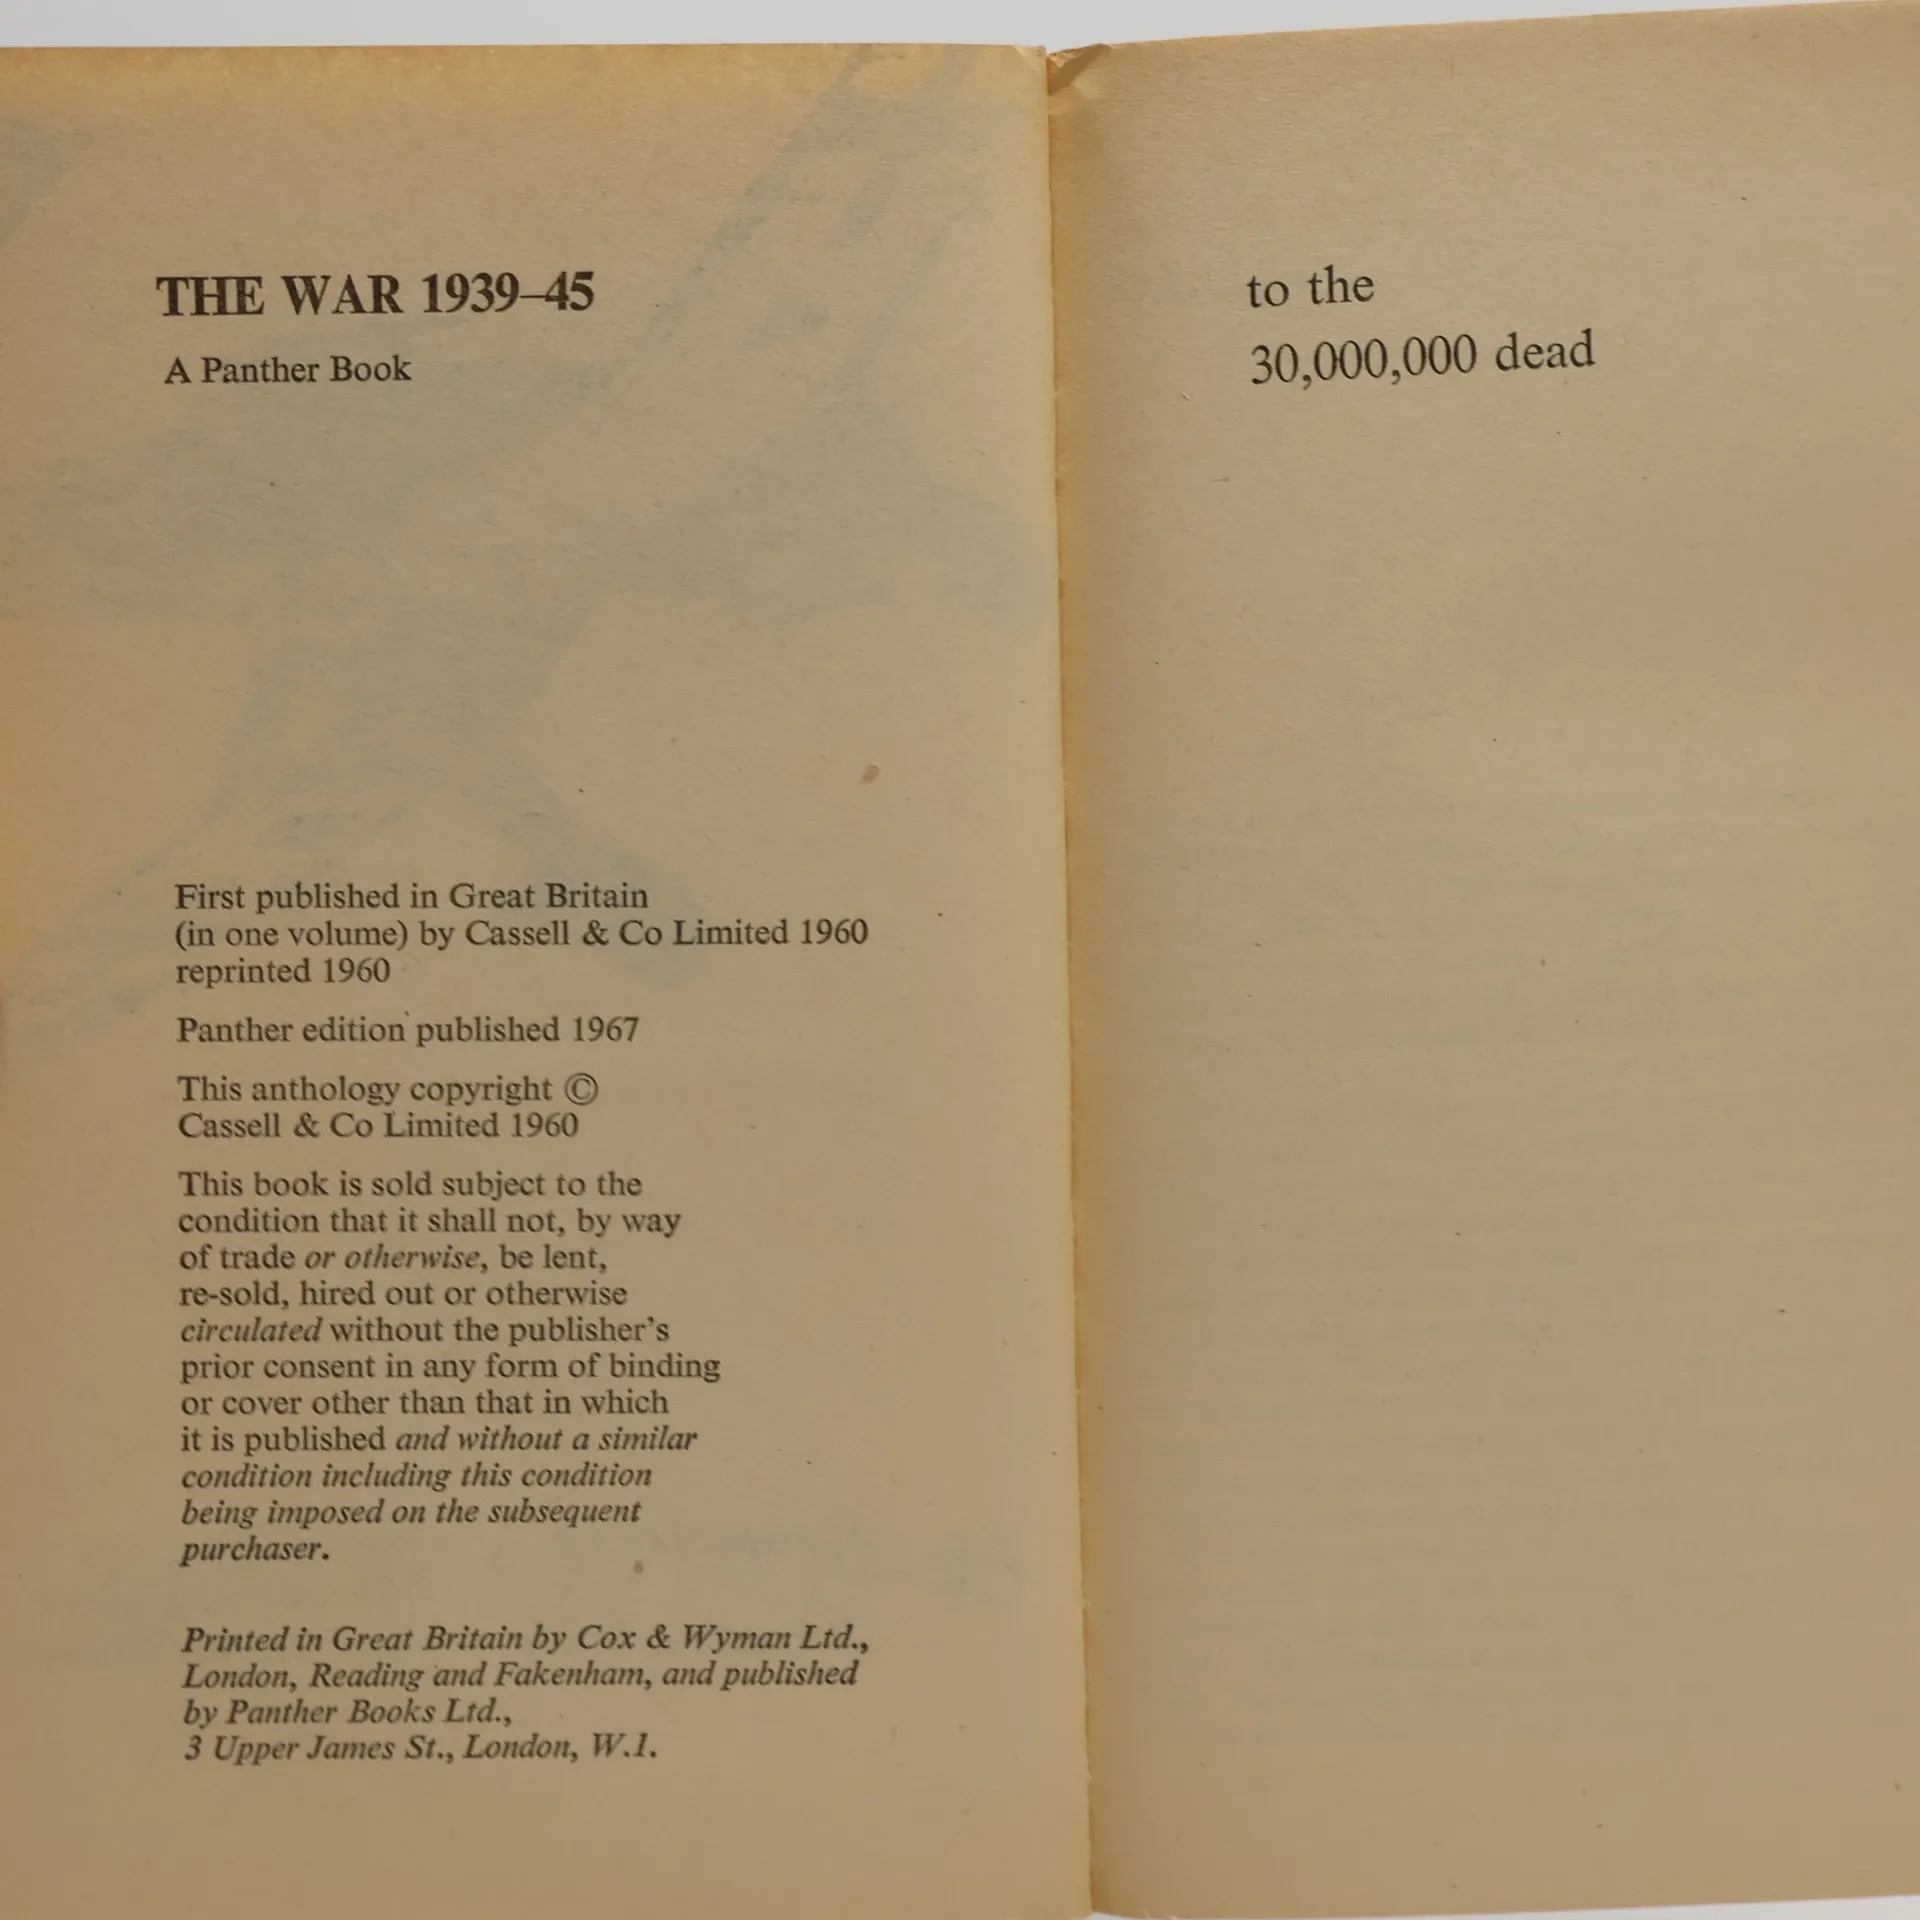 THE WAR 1939–45
A Panther Book
First published in Great Britain
(in one volume) by Cassell & Co Limited 1960
reprinted 1960
Panther edition published 1967
This anthology copyright ©
Cassell & Co Limited 1960
This book is sold subject to the
condition that it shall not, by way
of trade or otherwise, be lent,
re-sold, hired out or otherwise
circulated without the publisher's
prior consent in any form of binding
or cover other than that in which
it is published and without a similar
condition including this condition
being imposed on the subsequent
purchaser.
Printed in Great Britain by Cox & Wyman Ltd.,
London, Reading and Fakenham, and published
by Panther Books Ltd.,
3 Upper James St., London, W.1.
to the
30,000,000 dead